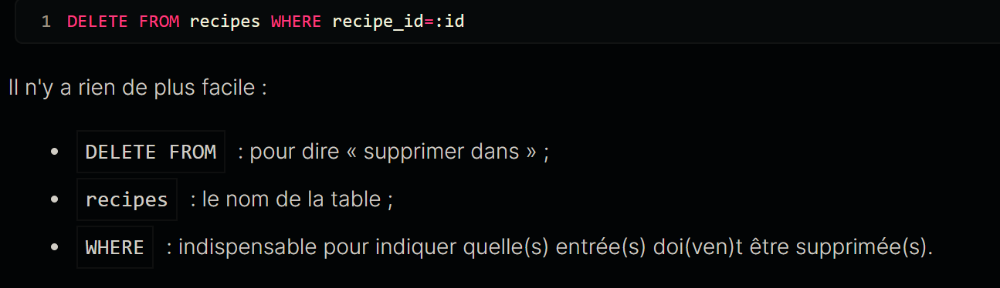 1 DELETE FROM recipes WHERE recipe_id=:id
Il n'y a rien de plus facile :
• DELETE FROM : pour dire « supprimer dans » ;
• recipes : le nom de la table ;
• WHERE : indispensable pour indiquer quelle(s) entrée(s) doi(ven)t être supprimée(s).